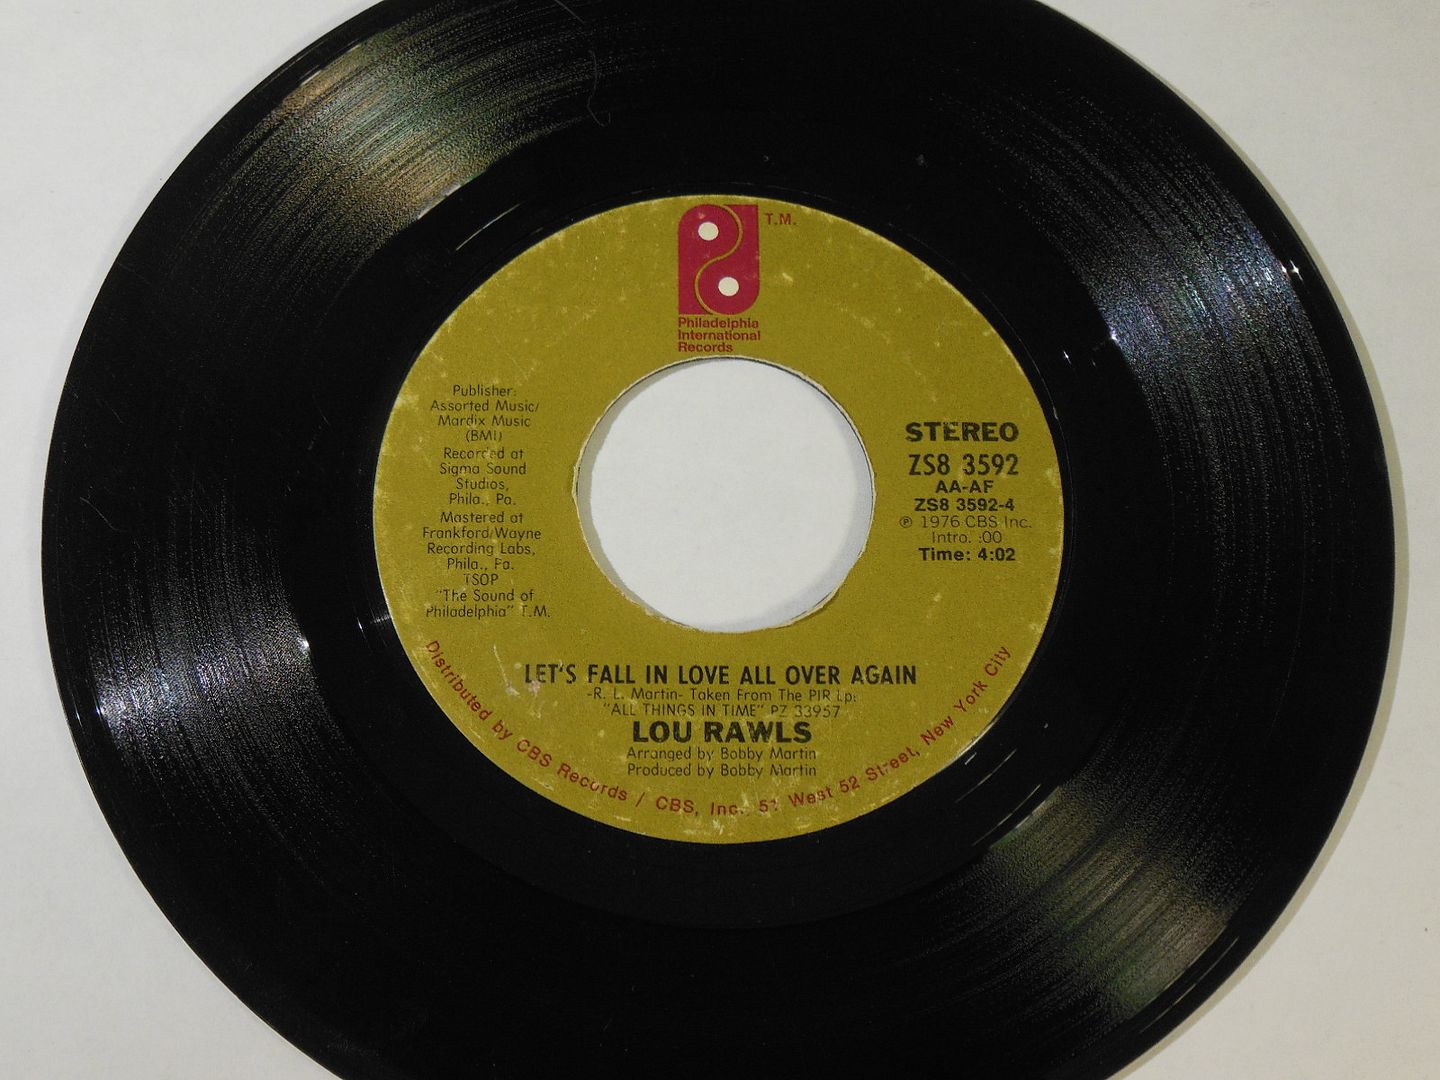 T.M.
Philadelphia
International
Records
Publisher:
Assorted Music/
Mardix Music
(BMI)
Recorded at
Sigma Sound
Studios,
Phila., Pa.
Mastered at
Frankford/Wayne
Recording Labs,
Phila., Pa.
TSOP
"The Sound of
Philadelphia" T.M.
STEREO
ZS8 3592
AA-AF
ZS8 3592-4
℗ 1976 CBS Inc.
Intro. :00
Time: 4:02
LET'S FALL IN LOVE ALL OVER AGAIN
-R. L. Martin- Taken From The PIR Lp:
"ALL THINGS IN TIME" PZ 33957
LOU RAWLS
Arranged by Bobby Martin
Produced by Bobby Martin
Distributed by CBS Records / CBS, Inc. 51 West 52 Street, New York City